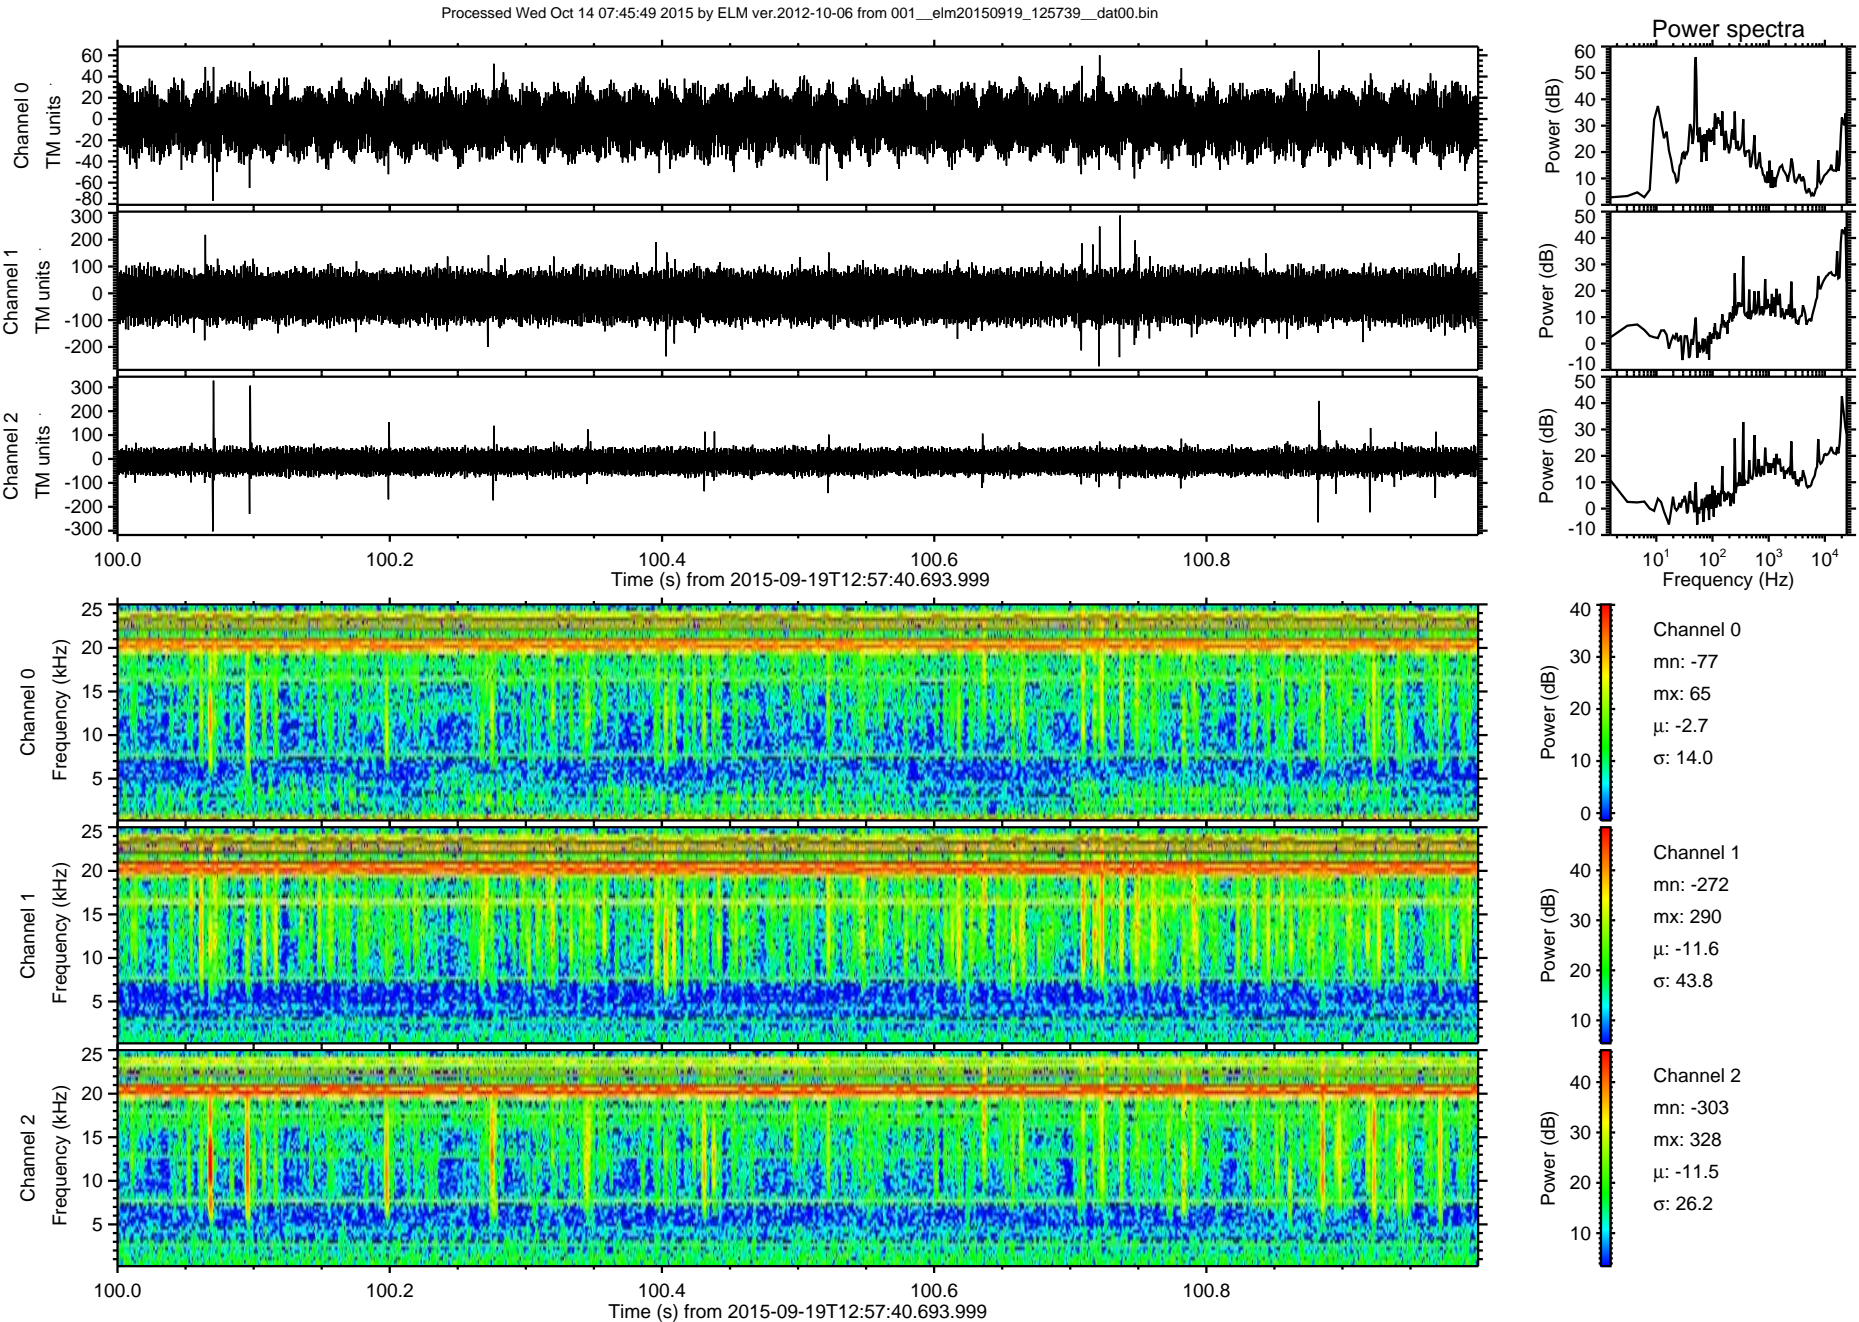 Processed Wed Oct 14 07:45:49 2015 by ELM ver.2012-10-06 from 001__elm20150919_125739__dat00.bin
Power spectra
Channel 0
TM units
60
40
20
0
-20
-40
-60
-80
Power (dB)
60
50
40
30
20
10
0
Channel 1
TM units
300
200
100
0
-100
-200
Power (dB)
50
40
30
20
10
0
-10
Channel 2
TM units
300
200
100
0
-100
-200
-300
Power (dB)
50
40
30
20
10
0
-10
100.0 100.2 100.4 100.6 100.8
Time (s) from 2015-09-19T12:57:40.693.999
10¹ 10² 10³ 10⁴
Frequency (Hz)
Channel 0
Frequency (kHz)
25
20
15
10
5
Power (dB)
40
30
20
10
0
Channel 0
mn: -77
mx: 65
μ: -2.7
σ: 14.0
Channel 1
Frequency (kHz)
25
20
15
10
5
Power (dB)
40
30
20
10
Channel 1
mn: -272
mx: 290
μ: -11.6
σ: 43.8
Channel 2
Frequency (kHz)
25
20
15
10
5
Power (dB)
40
30
20
10
Channel 2
mn: -303
mx: 328
μ: -11.5
σ: 26.2
100.0 100.2 100.4 100.6 100.8
Time (s) from 2015-09-19T12:57:40.693.999